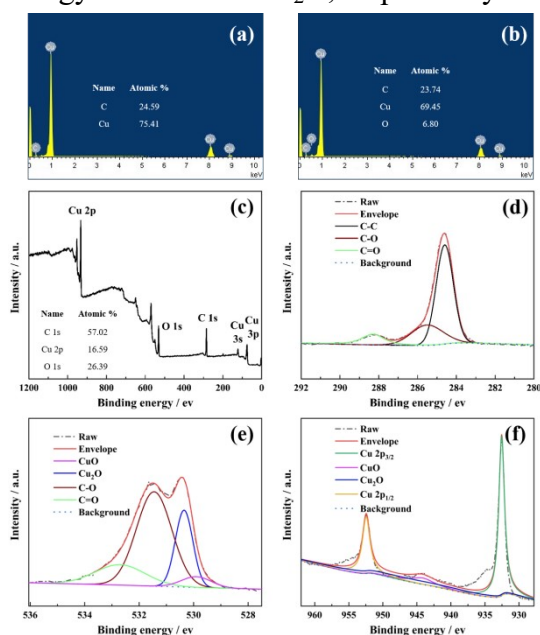 (a)
Name Atomic %
C 24.59
Cu 75.41
0 1 2 3 4 5 6 7 8 9 10
keV
(b)
Name Atomic %
C 23.74
Cu 69.45
O 6.80
0 1 2 3 4 5 6 7 8 9 10
keV
(c)
Cu 2p
O 1s
C 1s
Cu
3s
Cu
3p
Name Atomic %
C 1s 57.02
Cu 2p 16.59
O 1s 26.39
Intensity / a.u.
1200 1000 800 600 400 200 0
Binding energy / ev
(d)
Raw
Envelope
C-C
C-O
C=O
Background
Intensity / a.u.
292 290 288 286 284 282 280
Binding energy / ev
(e)
Raw
Envelope
CuO
Cu₂O
C-O
C=O
Background
Intensity / a.u.
536 534 532 530 528
Binding energy / ev
(f)
Raw
Envelope
Cu 2p₃/₂
CuO
Cu₂O
Cu 2p₁/₂
Background
Intensity / a.u.
960 955 950 945 940 935 930
Binding energy / ev